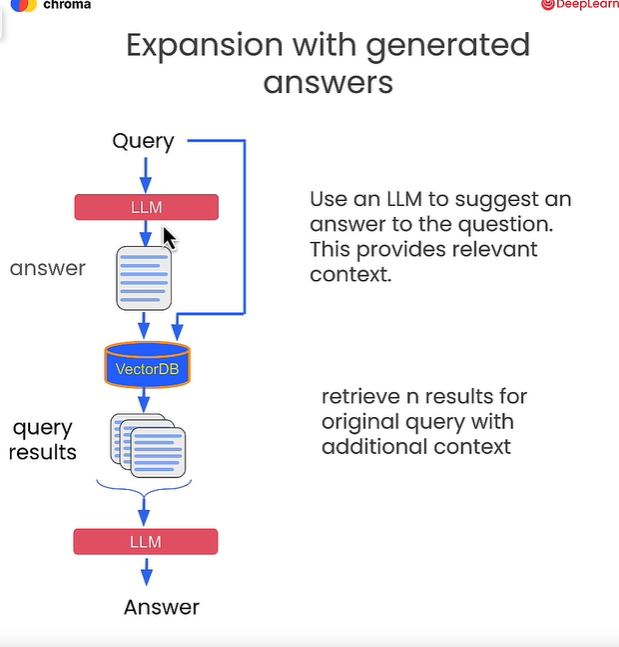 chroma
DeepLearn
Expansion with generated
answers
Query
LLM
Use an LLM to suggest an
answer to the question.
This provides relevant
context.
answer
VectorDB
retrieve n results for
original query with
additional context
query
results
LLM
Answer